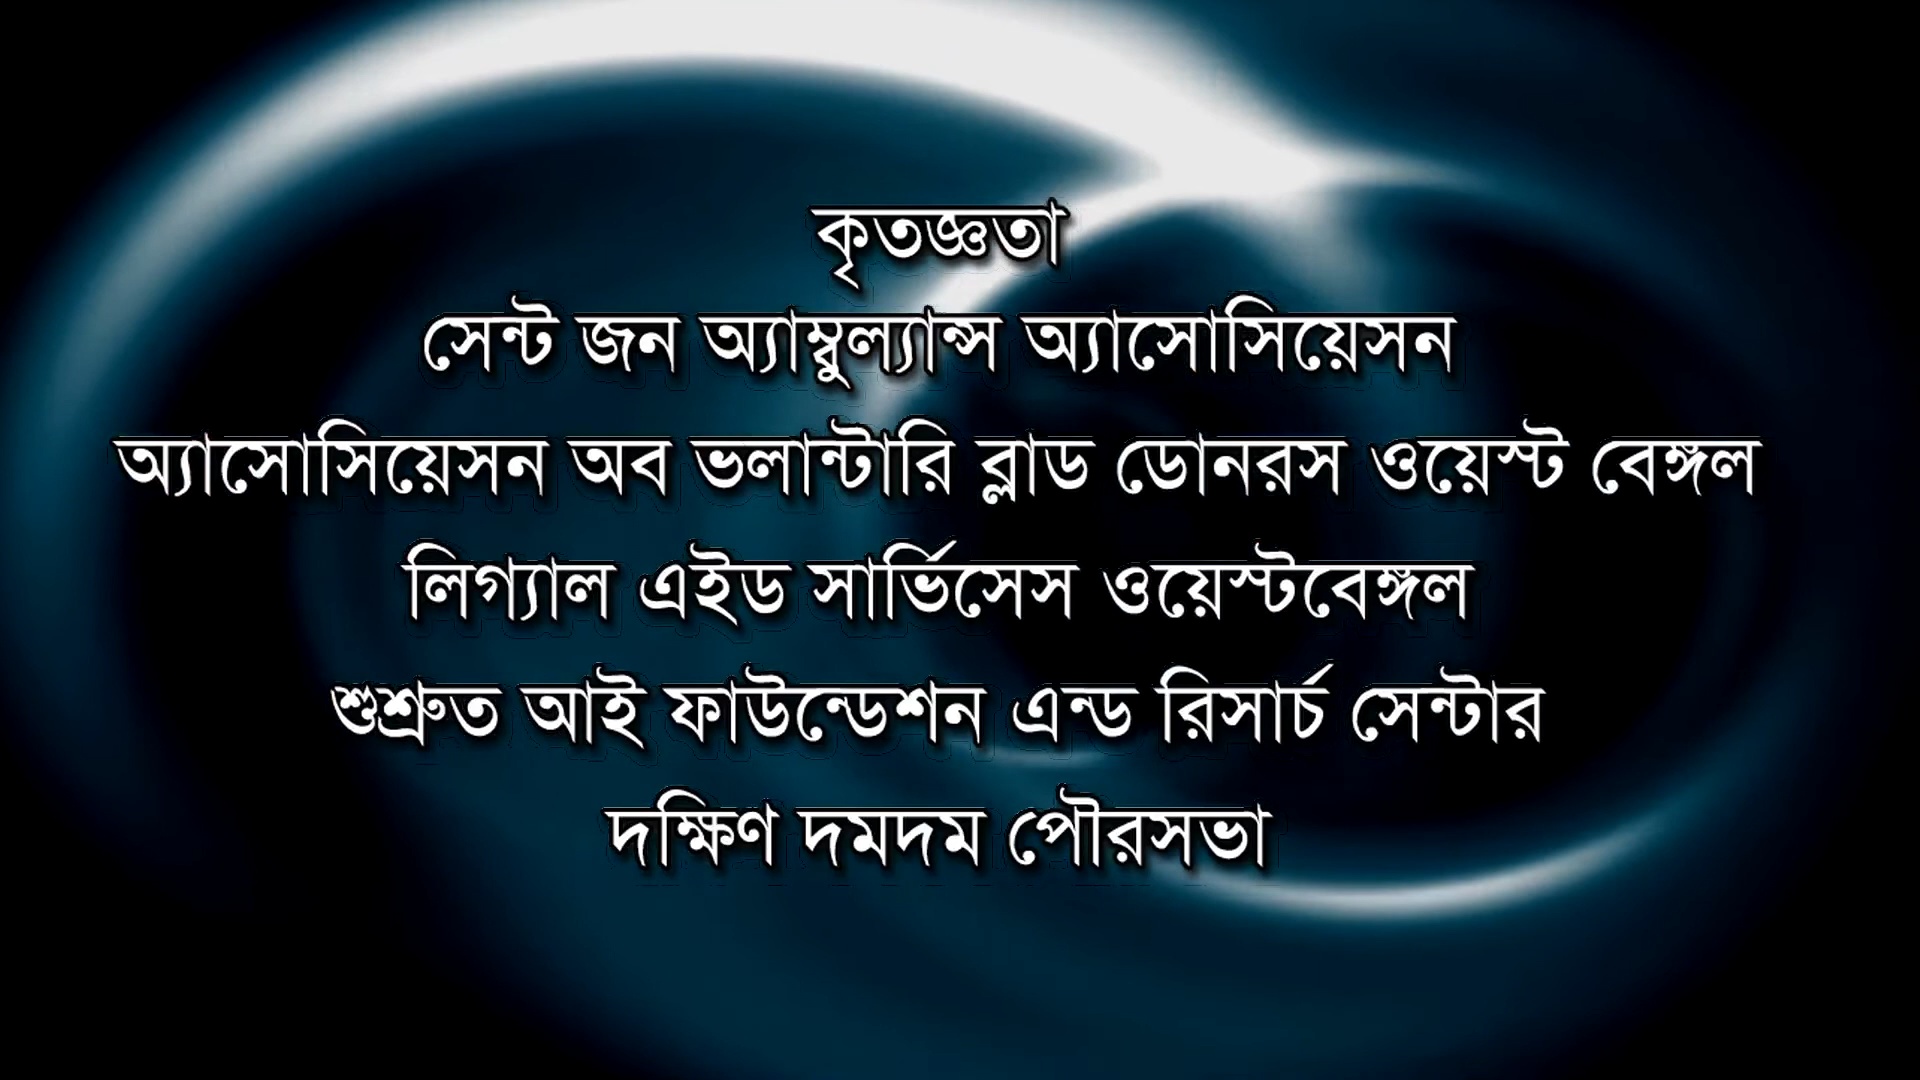 কৃতজ্ঞতা
সেন্ট জন অ্যাম্বুল্যান্স অ্যাসোসিয়েসন
অ্যাসোসিয়েসন অব ভলান্টারি ব্লাড ডোনরস ওয়েস্ট বেঙ্গল
লিগ্যাল এইড সার্ভিসেস ওয়েস্টবেঙ্গল
শুশ্রুত আই ফাউন্ডেশন এন্ড রিসার্চ সেন্টার
দক্ষিণ দমদম পৌরসভা